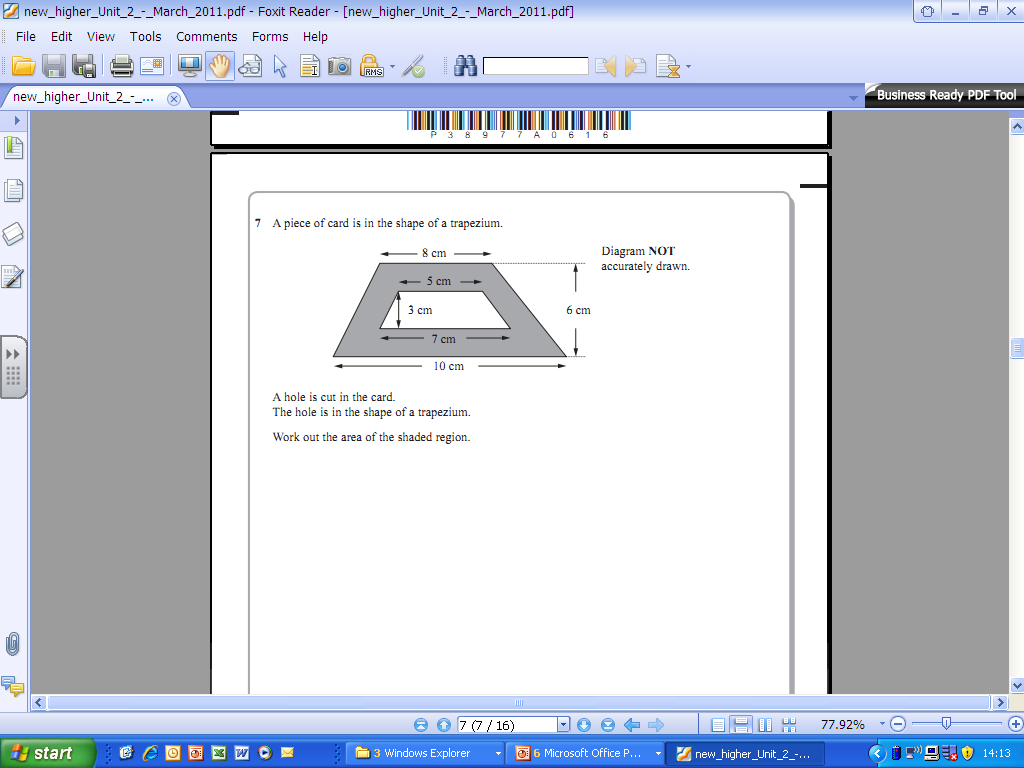 new_higher_Unit_2_-_March_2011.pdf - Foxit Reader - [new_higher_Unit_2_-_March_2011.pdf]
File Edit View Tools Comments Forms Help
RMS
new_higher_Unit_2_-_...
Business Ready PDF Tool
P 3 8 9 7 7 A 0 6 1 6
7 A piece of card is in the shape of a trapezium.
Diagram NOT
accurately drawn.
8 cm
5 cm
3 cm
6 cm
7 cm
10 cm
A hole is cut in the card.
The hole is in the shape of a trapezium.
Work out the area of the shaded region.
7 (7 / 16)
77.92%
start
3 Windows Explorer
6 Microsoft Office P...
new_higher_Unit_2_-...
14:13